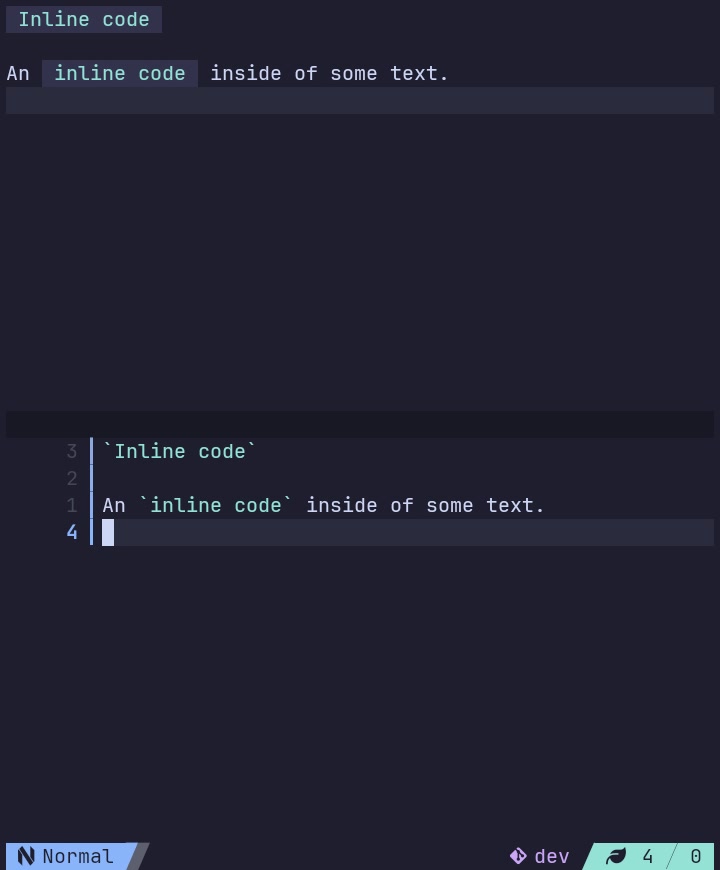 Inline code
An inline code inside of some text.
3 `Inline code`
2
1 An `inline code` inside of some text.
4
Normal dev 4 0